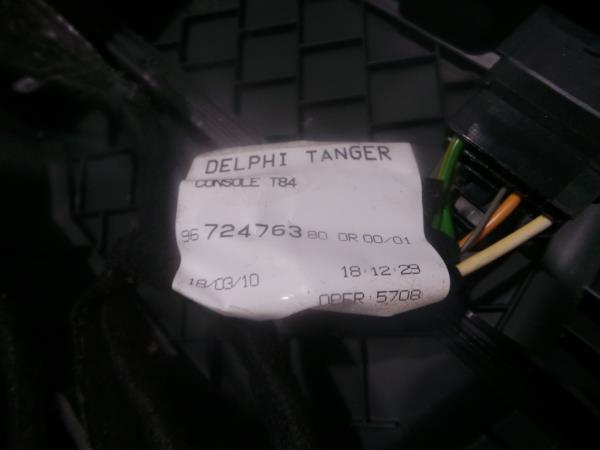 DELPHI TANGER
CONSOLE T84
96 724763 80 OR 00/01
18/03/10 18:12:29
OPER: 5708